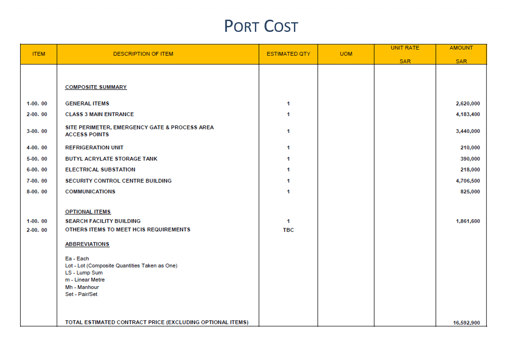 PORT COST
ITEM DESCRIPTION OF ITEM ESTIMATED QTY UOM UNIT RATE SAR AMOUNT SAR
COMPOSITE SUMMARY
1-00. 00 GENERAL ITEMS 1 2,520,000
2-00. 00 CLASS 3 MAIN ENTRANCE 1 4,183,400
3-00. 00 SITE PERIMETER, EMERGENCY GATE & PROCESS AREA ACCESS POINTS 1 3,440,000
4-00. 00 REFRIGERATION UNIT 1 210,000
5-00. 00 BUTYL ACRYLATE STORAGE TANK 1 390,000
6-00. 00 ELECTRICAL SUBSTATION 1 218,000
7-00. 00 SECURITY CONTROL CENTRE BUILDING 1 4,706,500
8-00. 00 COMMUNICATIONS 1 825,000
OPTIONAL ITEMS
1-00. 00 SEARCH FACILITY BUILDING 1 1,861,600
2-00. 00 OTHERS ITEMS TO MEET HCIS REQUIREMENTS TBC
ABBREVIATIONS
Ea - Each
Lot - Lot (Composite Quantities Taken as One)
LS - Lump Sum
m - Linear Metre
Mh - Manhour
Set - Pair/Set
TOTAL ESTIMATED CONTRACT PRICE (EXCLUDING OPTIONAL ITEMS) 16,592,900